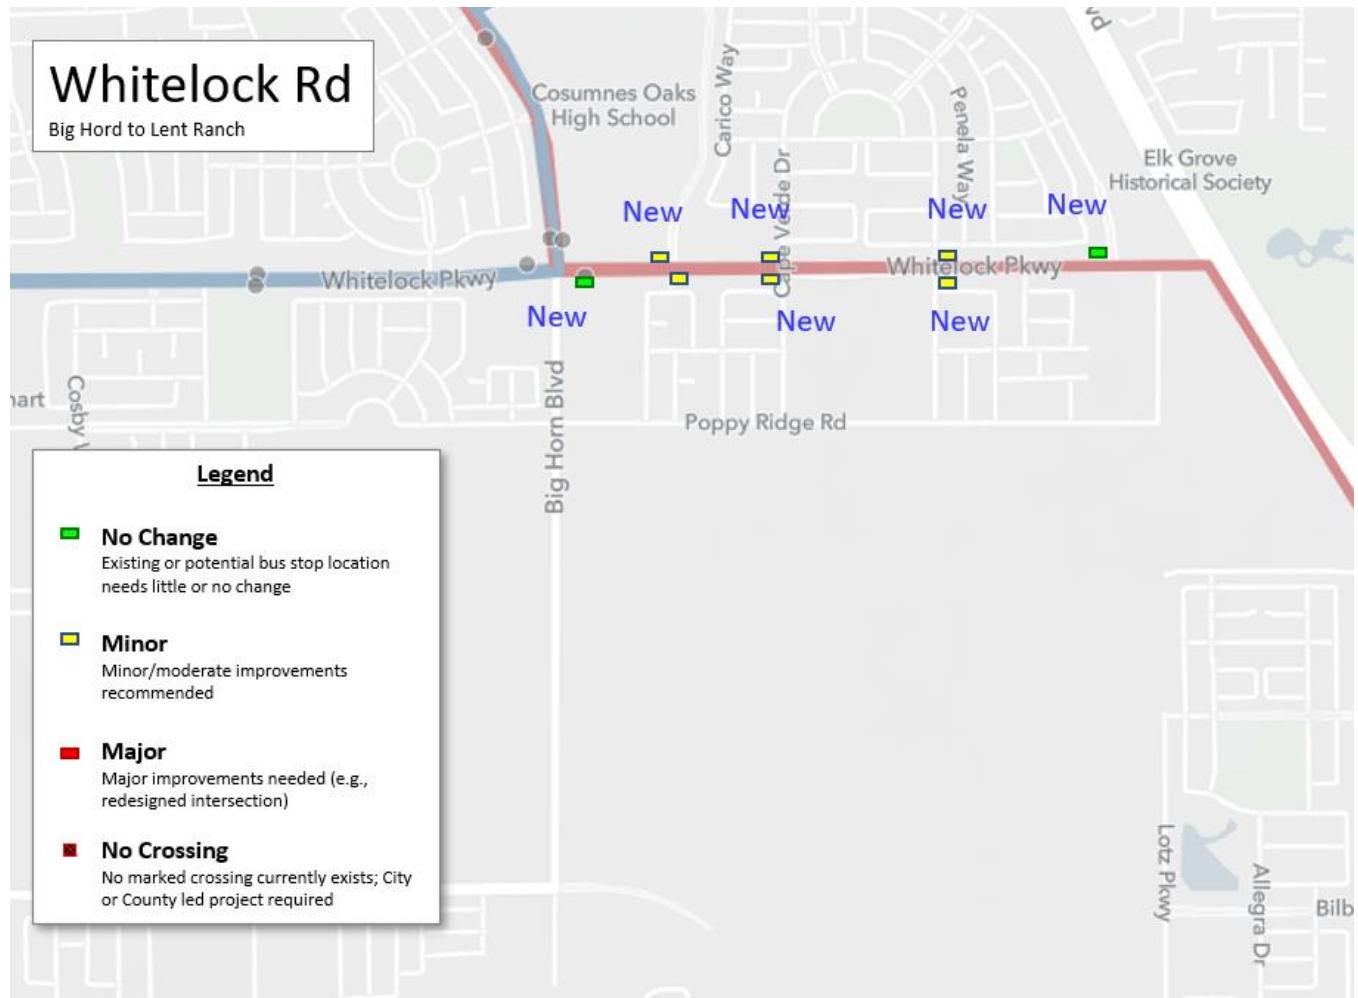 Whitelock Rd
Big Hord to Lent Ranch
Cosumnes Oaks
High School
Carico Way
Cape Verde Dr
Penela Way
vd
Elk Grove
Historical Society
New
New
New
New
Whitelock Pkwy
Whitelock Pkwy
New
New
New
Big Horn Blvd
Poppy Ridge Rd
hart
Cosby
Legend
No Change
Existing or potential bus stop location
needs little or no change
Minor
Minor/moderate improvements
recommended
Major
Major improvements needed (e.g.,
redesigned intersection)
No Crossing
No marked crossing currently exists; City
or County led project required
Lotz Pkwy
Allegra Dr
Bilb